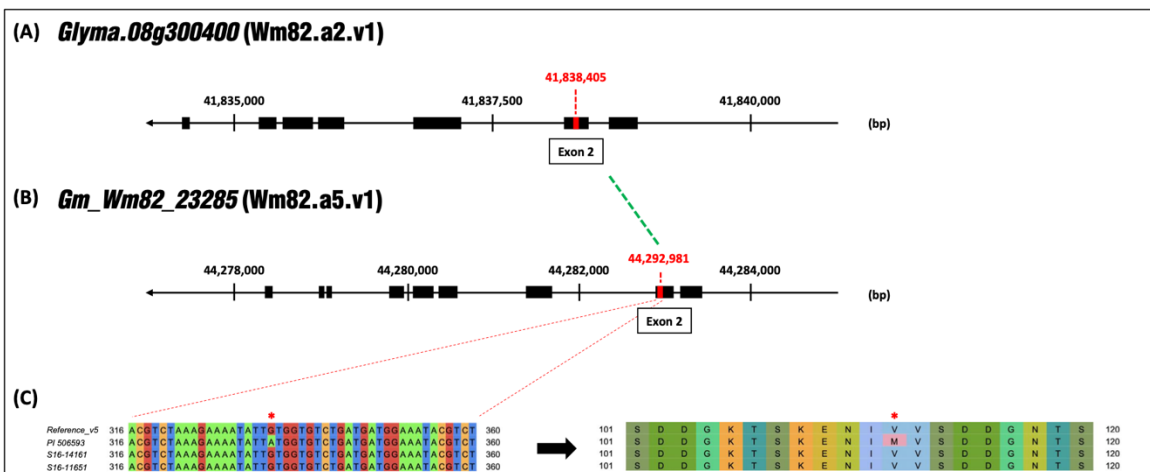 (A) Glyma.08g300400 (Wm82.a2.v1)
41,838,405
41,835,000 41,837,500 41,840,000
(bp)
Exon 2
(B) Gm_Wm82_23285 (Wm82.a5.v1)
44,292,981
44,278,000 44,280,000 44,282,000 44,284,000
(bp)
Exon 2
(C)
* *
Reference_v5 316 ACGTCTAAAGAAAATATTGTGGTGTCTGATGATGGAAATACGTCT 360 101 S D D G K T S K E N I V V S D D G N T S 120
PI 506593 316 ACGTCTAAAGAAAATATTATGGTGTCTGATGATGGAAATACGTCT 360 101 S D D G K T S K E N I M V S D D G N T S 120
S16-14161 316 ACGTCTAAAGAAAATATTGTGGTGTCTGATGATGGAAATACGTCT 360 101 S D D G K T S K E N I V V S D D G N T S 120
S16-11651 316 ACGTCTAAAGAAAATATTGTGGTGTCTGATGATGGAAATACGTCT 360 101 S D D G K T S K E N I V V S D D G N T S 120